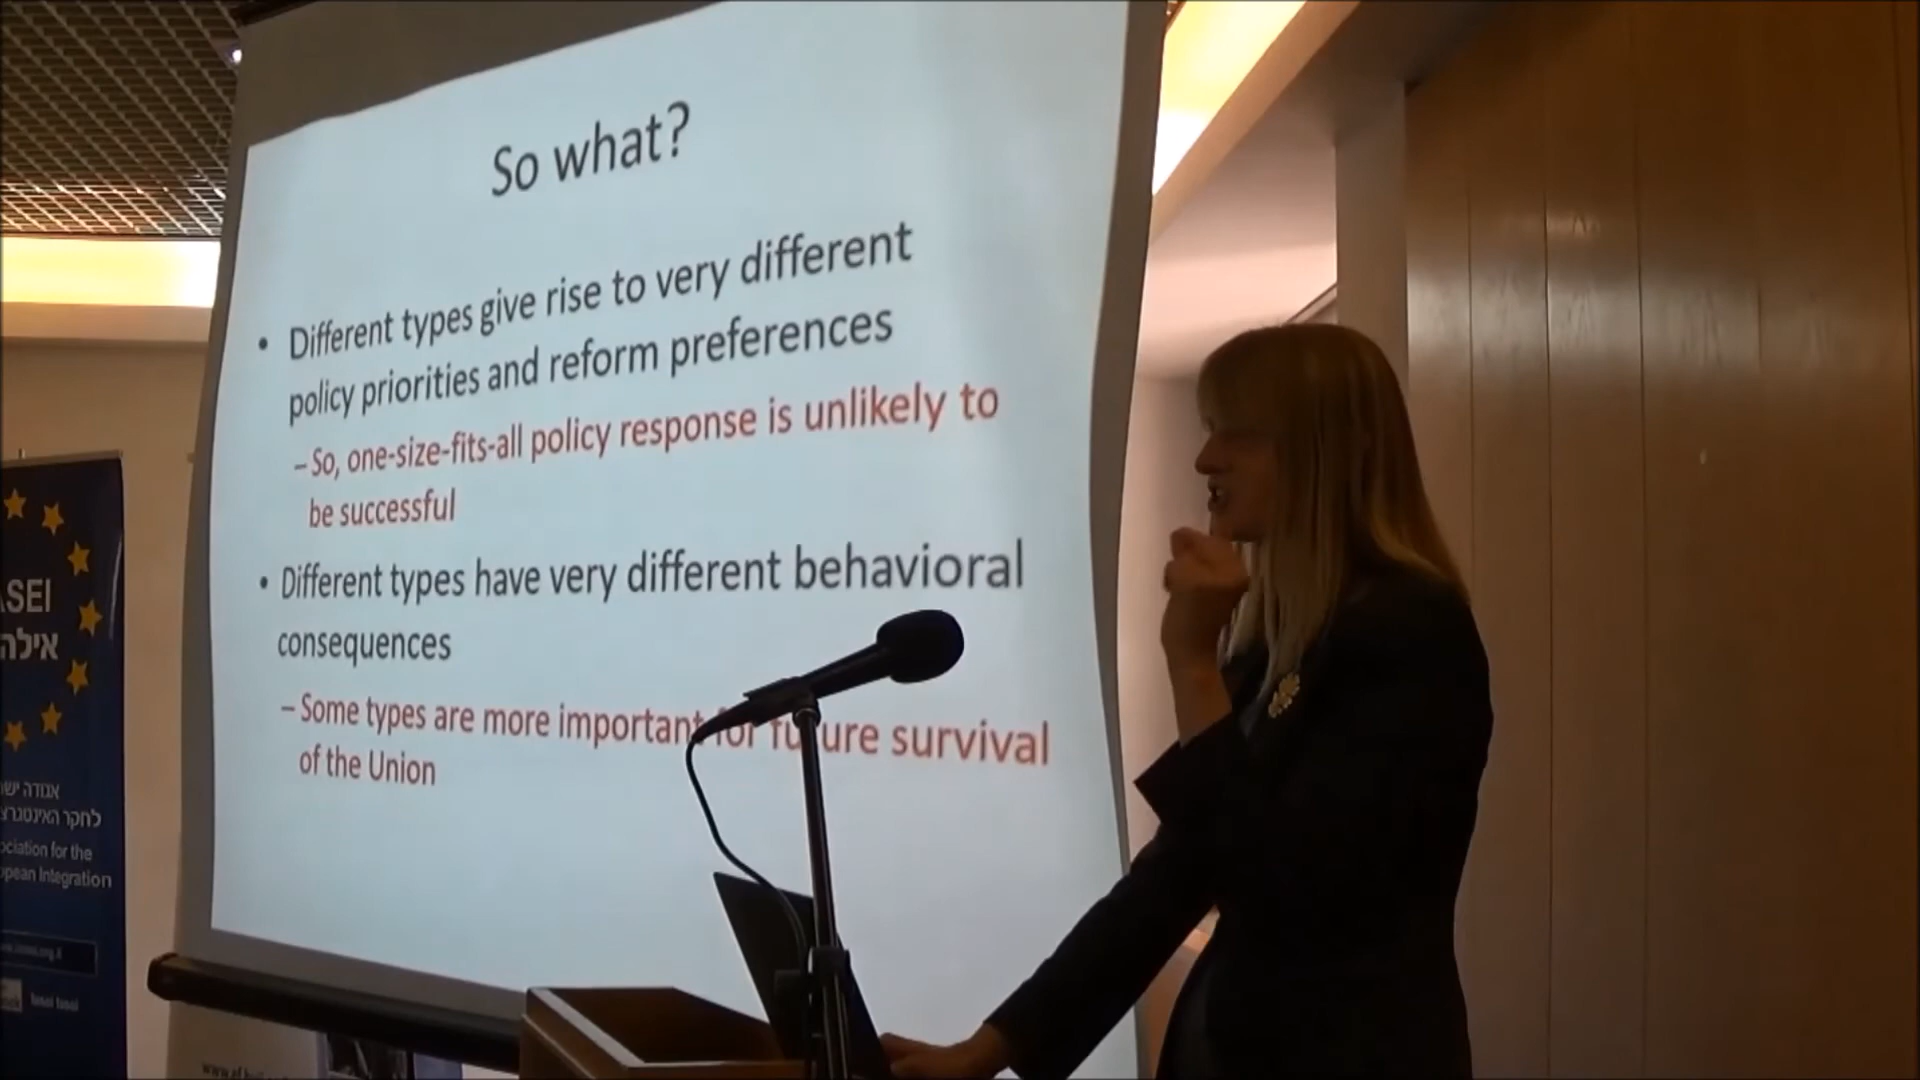 So what?
• Different types give rise to very different
policy priorities and reform preferences
– So, one-size-fits-all policy response is unlikely to
be successful
• Different types have very different behavioral
consequences
– Some types are more important for future survival
of the Union
ASEI
אילה
אגודה יש
לחקר האינטגרצ
ociation for the
opean Integration